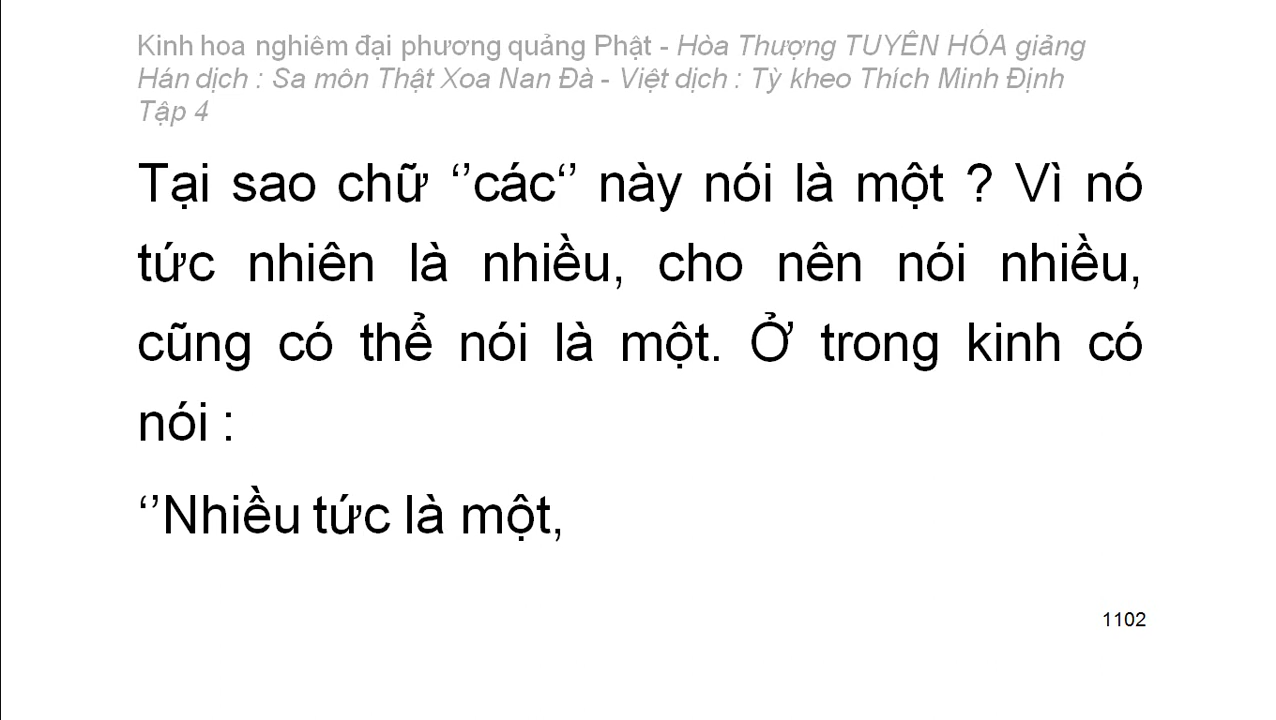 Kinh hoa nghiêm đại phương quảng Phật - Hòa Thượng TUYÊN HÓA giảng
Hán dịch : Sa môn Thật Xoa Nan Đà - Việt dịch : Tỳ kheo Thích Minh Định
Tập 4
Tại sao chữ ‘’các‘’ này nói là một ? Vì nó
tức nhiên là nhiều, cho nên nói nhiều,
cũng có thể nói là một. Ở trong kinh có
nói :
‘’Nhiều tức là một,
1102